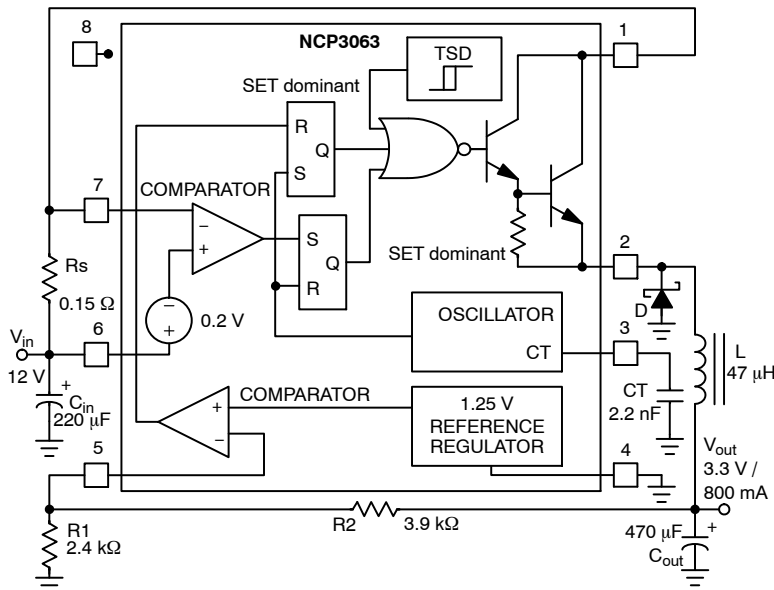 8
NCP3063
1
TSD
SET dominant
R
Q
S
7
COMPARATOR
−
+
S
Q
R
SET dominant
2
Rs
0.15 Ω
−
+
0.2 V
OSCILLATOR
CT
D
3
L
47 µH
Vin
12 V
6
+
Cin
220 µF
CT
2.2 nF
COMPARATOR
+
−
1.25 V
REFERENCE
REGULATOR
5
4
Vout
3.3 V /
800 mA
R1
2.4 kΩ
R2
3.9 kΩ
470 µF
+
Cout